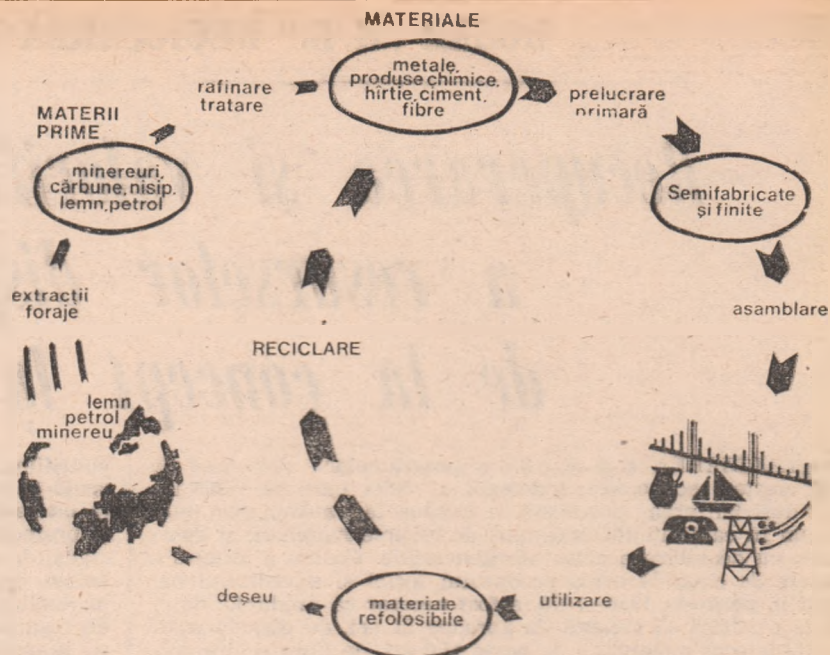 MATERIALE
metale,
produse chimice,
hîrtie, ciment,
fibre
rafinare
tratare
prelucrare
primară
MATERII
PRIME
minereuri,
cărbune, nisip.
lemn, petrol
Semifabricate
și finite
extracții
foraje
asamblare
RECICLARE
lemn
petrol
minereu
deșeu
materiale
refolosibile
utilizare